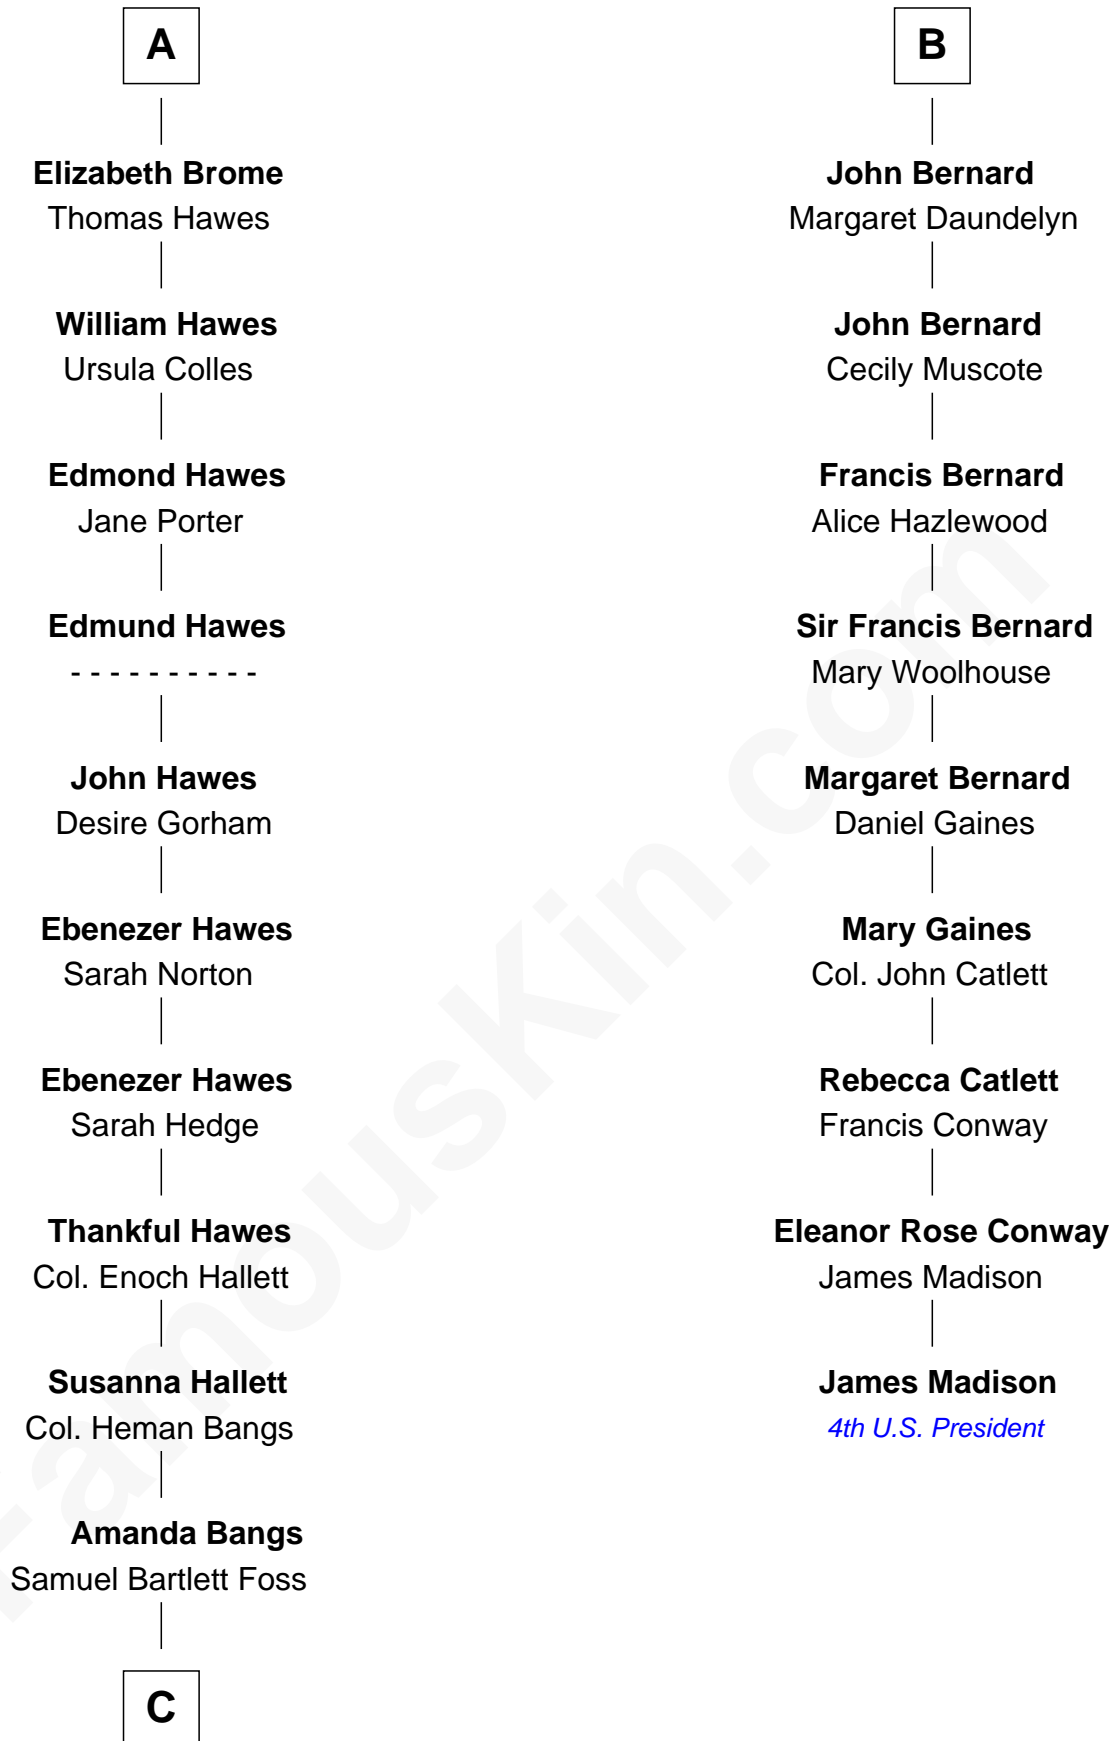 A
Elizabeth Brome
Thomas Hawes
William Hawes
Ursula Colles
Edmond Hawes
Jane Porter
Edmund Hawes
- - - - - - - - - -
John Hawes
Desire Gorham
Ebenezer Hawes
Sarah Norton
Ebenezer Hawes
Sarah Hedge
Thankful Hawes
Col. Enoch Hallett
Susanna Hallett
Col. Heman Bangs
Amanda Bangs
Samuel Bartlett Foss
C
B
John Bernard
Margaret Daundelyn
John Bernard
Cecily Muscote
Francis Bernard
Alice Hazlewood
Sir Francis Bernard
Mary Woolhouse
Margaret Bernard
Daniel Gaines
Mary Gaines
Col. John Catlett
Rebecca Catlett
Francis Conway
Eleanor Rose Conway
James Madison
James Madison
4th U.S. President
FamousKin.com